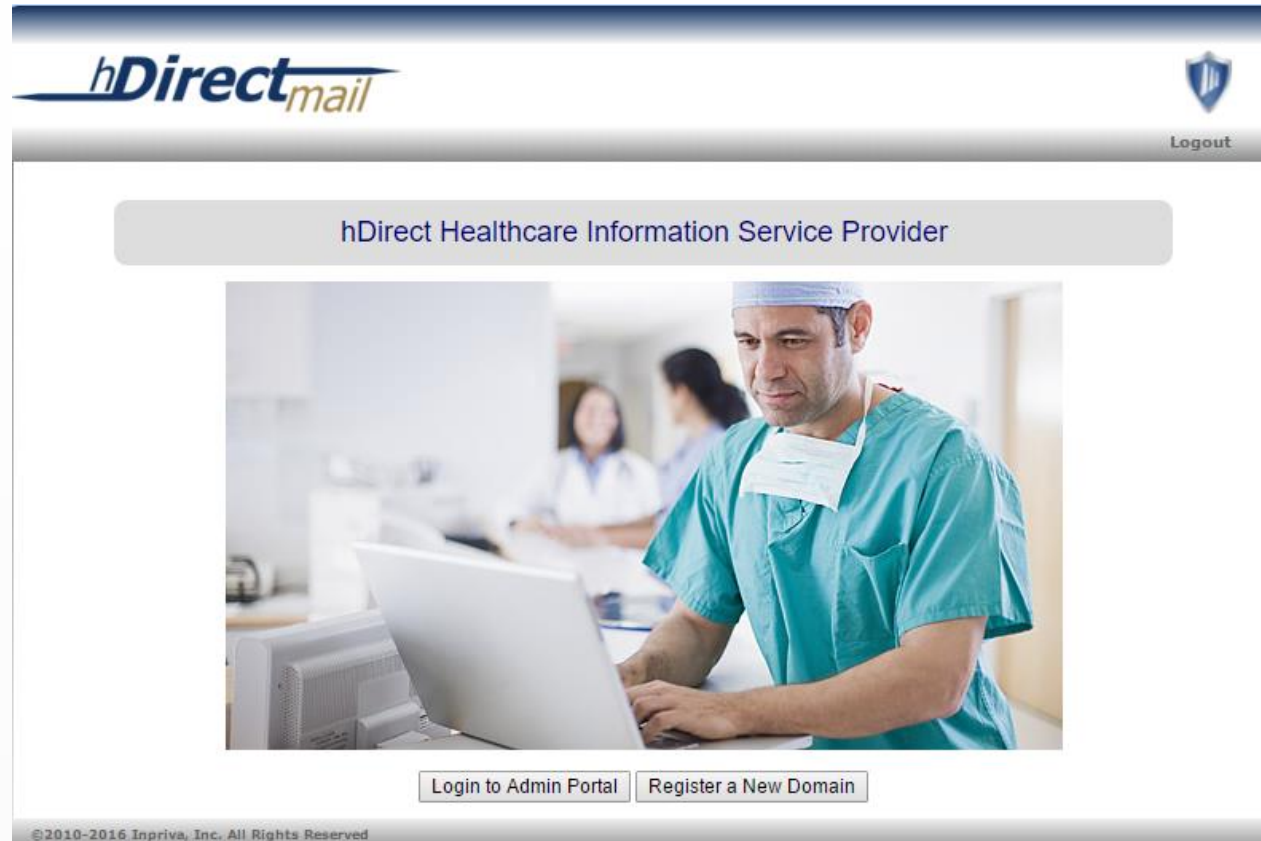 hDirectmail
Logout
hDirect Healthcare Information Service Provider
Login to Admin Portal
Register a New Domain
©2010-2016 Inpriva, Inc. All Rights Reserved